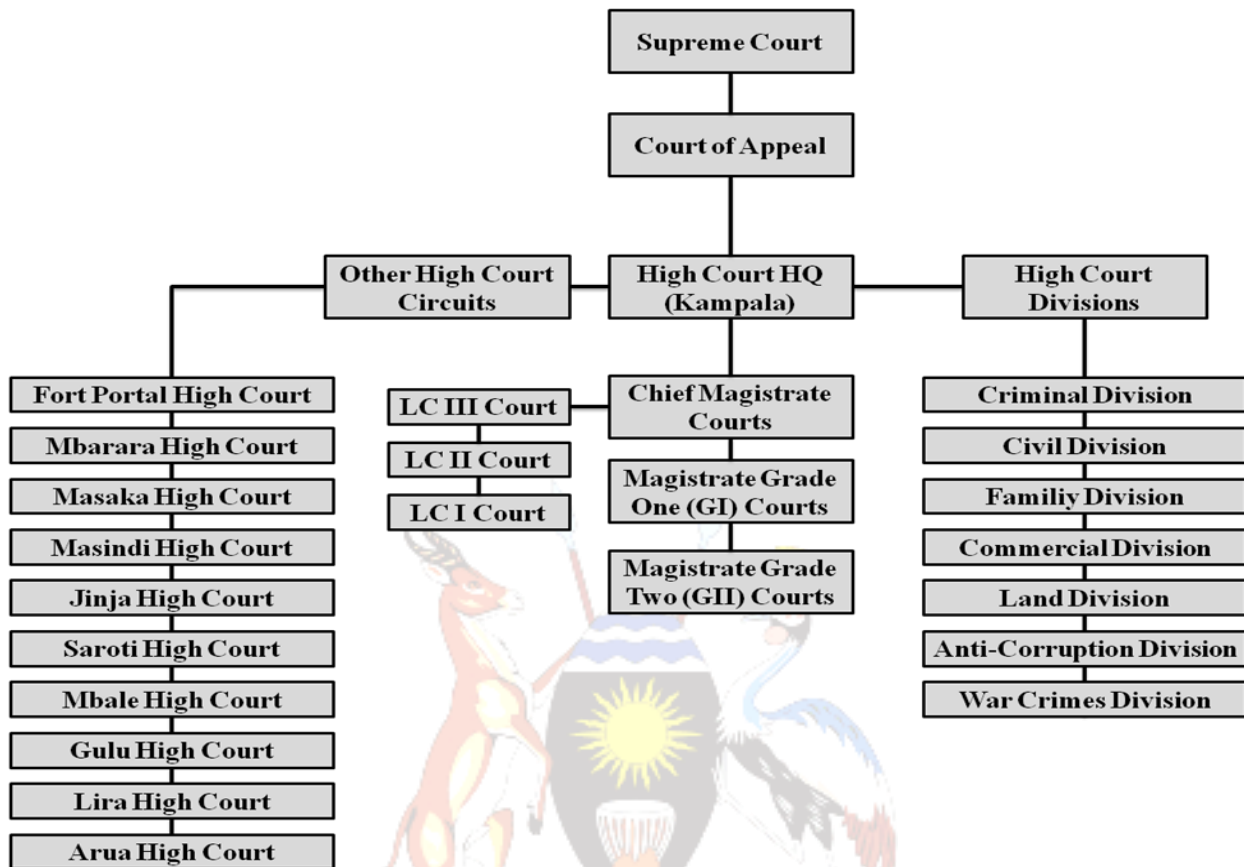 Supreme Court
Court of Appeal
Other High Court
Circuits
High Court HQ
(Kampala)
High Court
Divisions
Fort Portal High Court
Mbarara High Court
Masaka High Court
Masindi High Court
Jinja High Court
Saroti High Court
Mbale High Court
Gulu High Court
Lira High Court
Arua High Court
LC III Court
LC II Court
LC I Court
Chief Magistrate
Courts
Magistrate Grade
One (GI) Courts
Magistrate Grade
Two (GII) Courts
Criminal Division
Civil Division
Familiy Division
Commercial Division
Land Division
Anti-Corruption Division
War Crimes Division